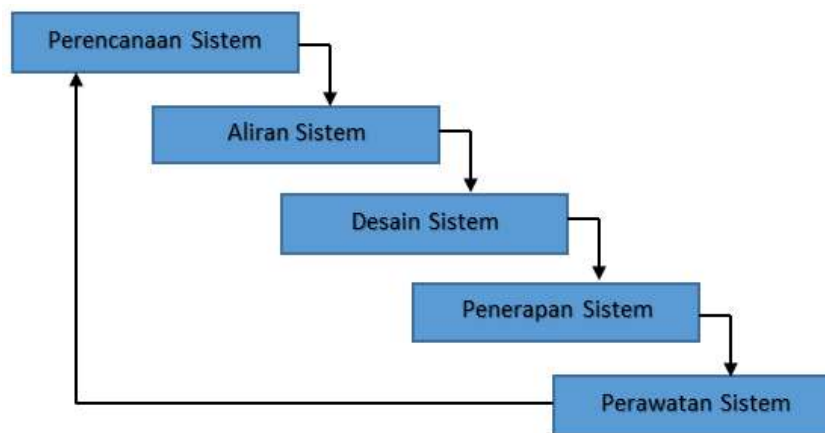 Perencanaan Sistem
Aliran Sistem
Desain Sistem
Penerapan Sistem
Perawatan Sistem